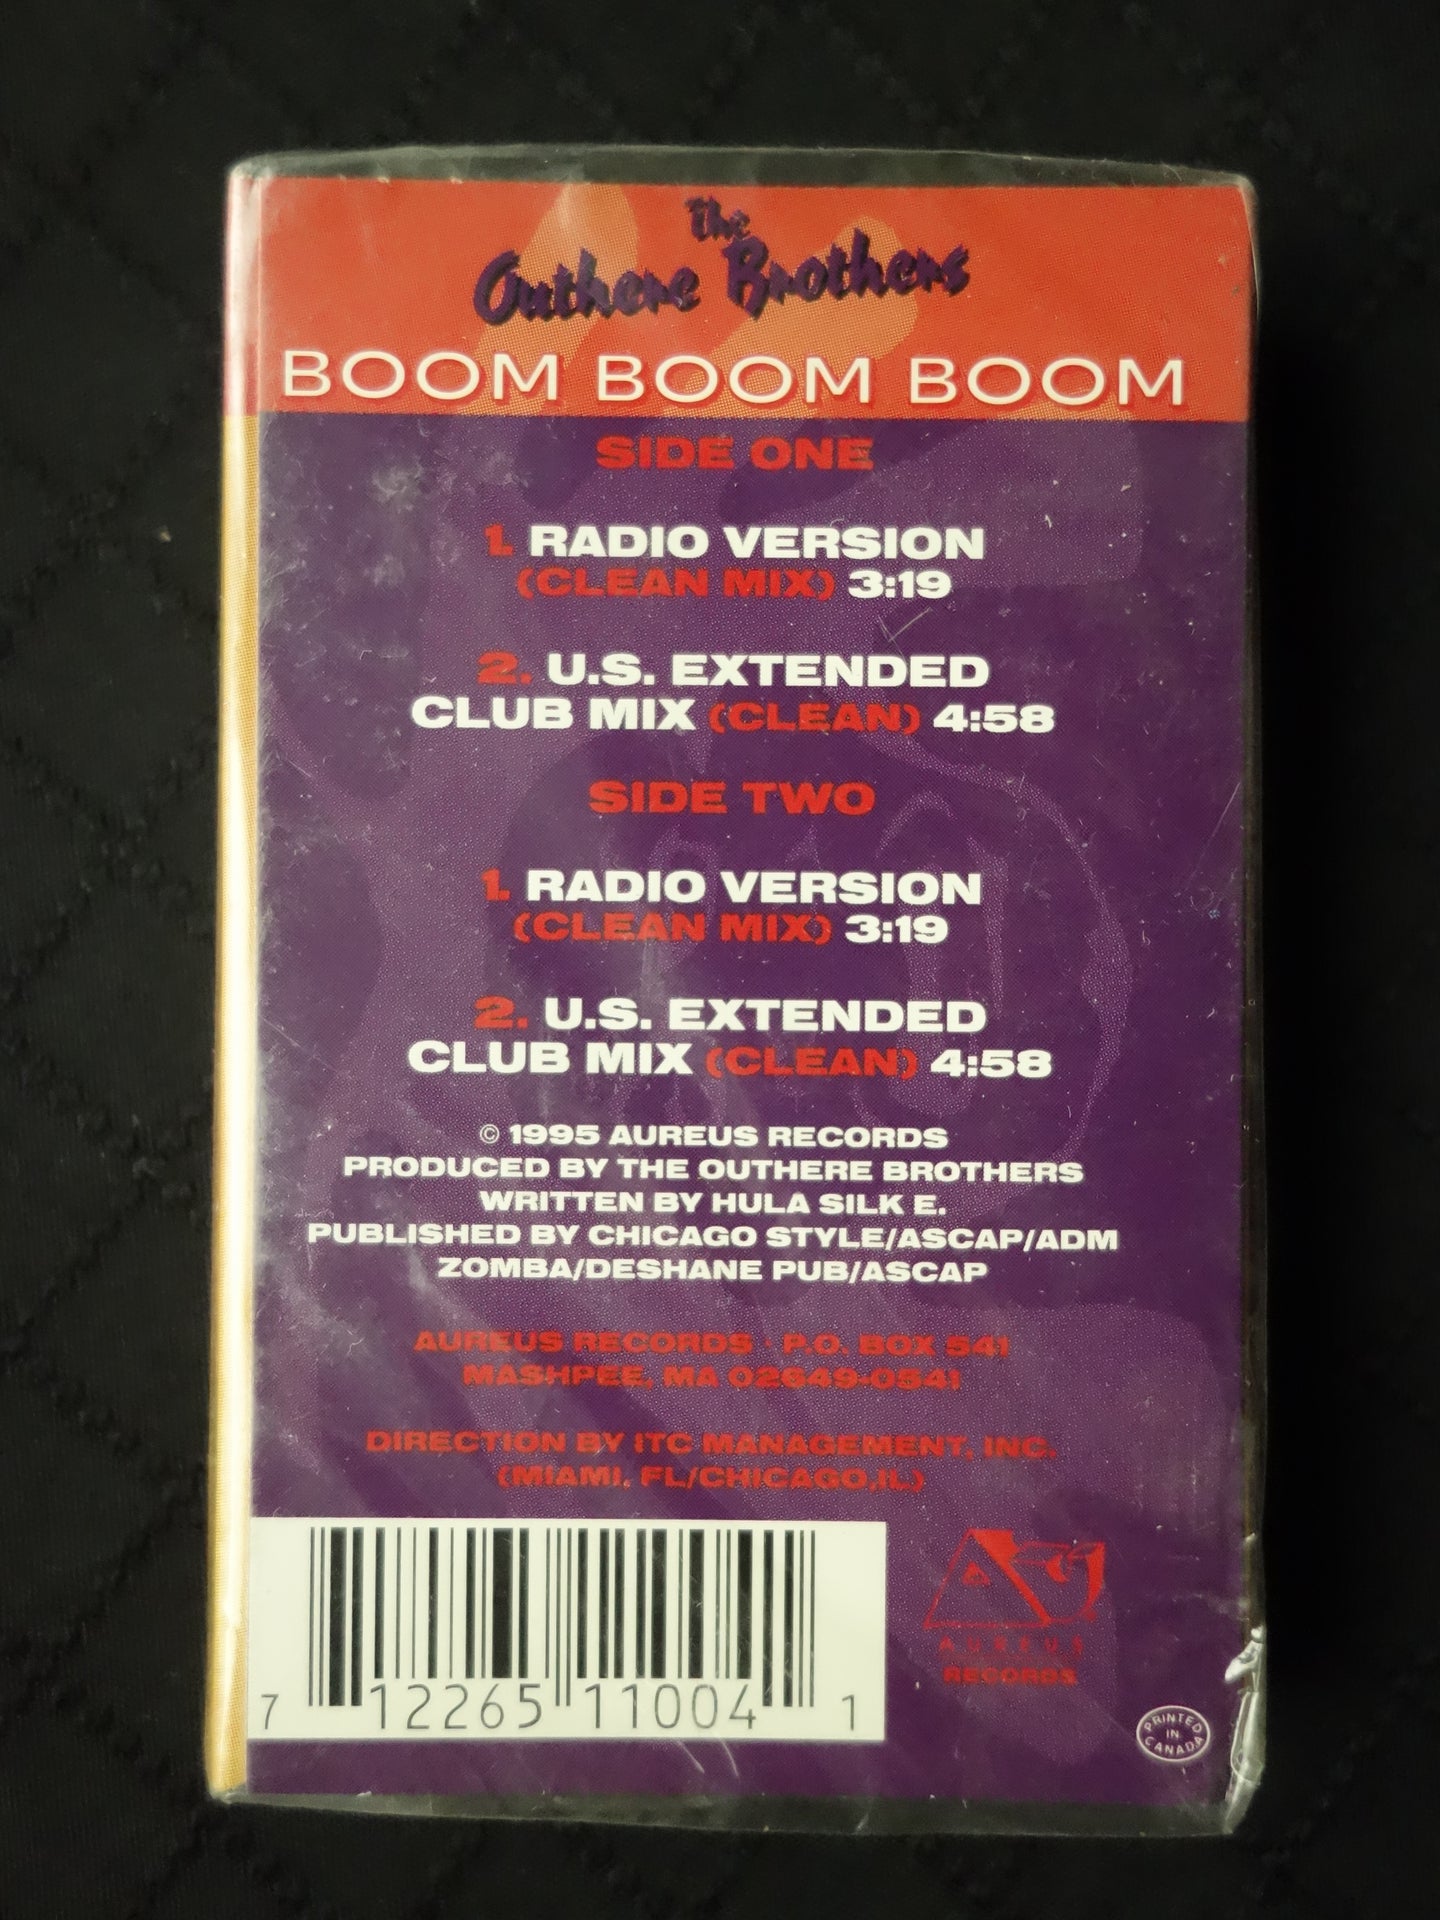 The
Outhere Brothers
BOOM BOOM BOOM
SIDE ONE
1. RADIO VERSION
(CLEAN MIX) 3:19
2. U.S. EXTENDED
CLUB MIX (CLEAN) 4:58
SIDE TWO
1. RADIO VERSION
(CLEAN MIX) 3:19
2. U.S. EXTENDED
CLUB MIX (CLEAN) 4:58
© 1995 AUREUS RECORDS
PRODUCED BY THE OUTHERE BROTHERS
WRITTEN BY HULA SILK E.
PUBLISHED BY CHICAGO STYLE/ASCAP/ADM
ZOMBA/DESHANE PUB/ASCAP
AUREUS RECORDS · P.O. BOX 541
MASHPEE, MA 02649-0541
DIRECTION BY ITC MANAGEMENT, INC.
(MIAMI, FL/CHICAGO,IL)
7 12265 11004 1
AUREUS
RECORDS
PRINTED
IN
CANADA